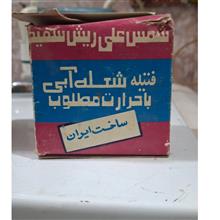 شمس علی ریش سفید
فتیله شعله آبی
با حرارت مطلوب
ساخت ایران